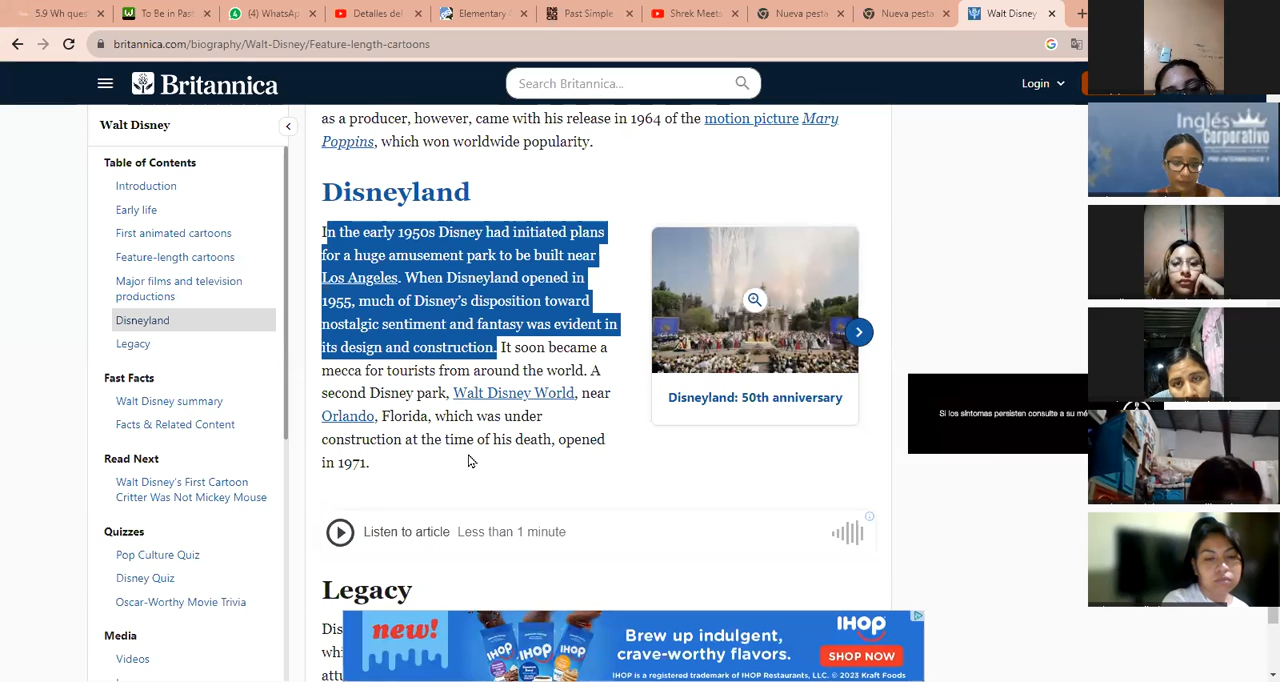 5.9 Wh quest
To Be in Past
(4) WhatsAp
Detalles del
Elementary
Past Simple
Shrek Meets
Nueva pesta
Nueva pesta
Walt Disney
britannica.com/biography/Walt-Disney/Feature-length-cartoons
Britannica
Search Britannica...
Login
Walt Disney
Table of Contents
Introduction
Early life
First animated cartoons
Feature-length cartoons
Major films and television
productions
Disneyland
Legacy
Fast Facts
Walt Disney summary
Facts & Related Content
Read Next
Walt Disney's First Cartoon
Critter Was Not Mickey Mouse
Quizzes
Pop Culture Quiz
Disney Quiz
Oscar-Worthy Movie Trivia
Media
Videos
as a producer, however, came with his release in 1964 of the motion picture Mary
Poppins, which won worldwide popularity.
Disneyland
In the early 1950s Disney had initiated plans
for a huge amusement park to be built near
Los Angeles. When Disneyland opened in
1955, much of Disney's disposition toward
nostalgic sentiment and fantasy was evident in
its design and construction. It soon became a
mecca for tourists from around the world. A
second Disney park, Walt Disney World, near
Orlando, Florida, which was under
construction at the time of his death, opened
in 1971.
Disneyland: 50th anniversary
Listen to article Less than 1 minute
Legacy
Dis
whi
new!
IHOP
IHOP
IHOP
Brew up indulgent,
crave-worthy flavors.
IHOP
SHOP NOW
IHOP is a registered trademark of IHOP Restaurants, LLC. © 2023 Kraft Foods
Si los síntomas persisten consulte a su mé
Inglés
Corporativo
PRE-INTERMEDIO 1